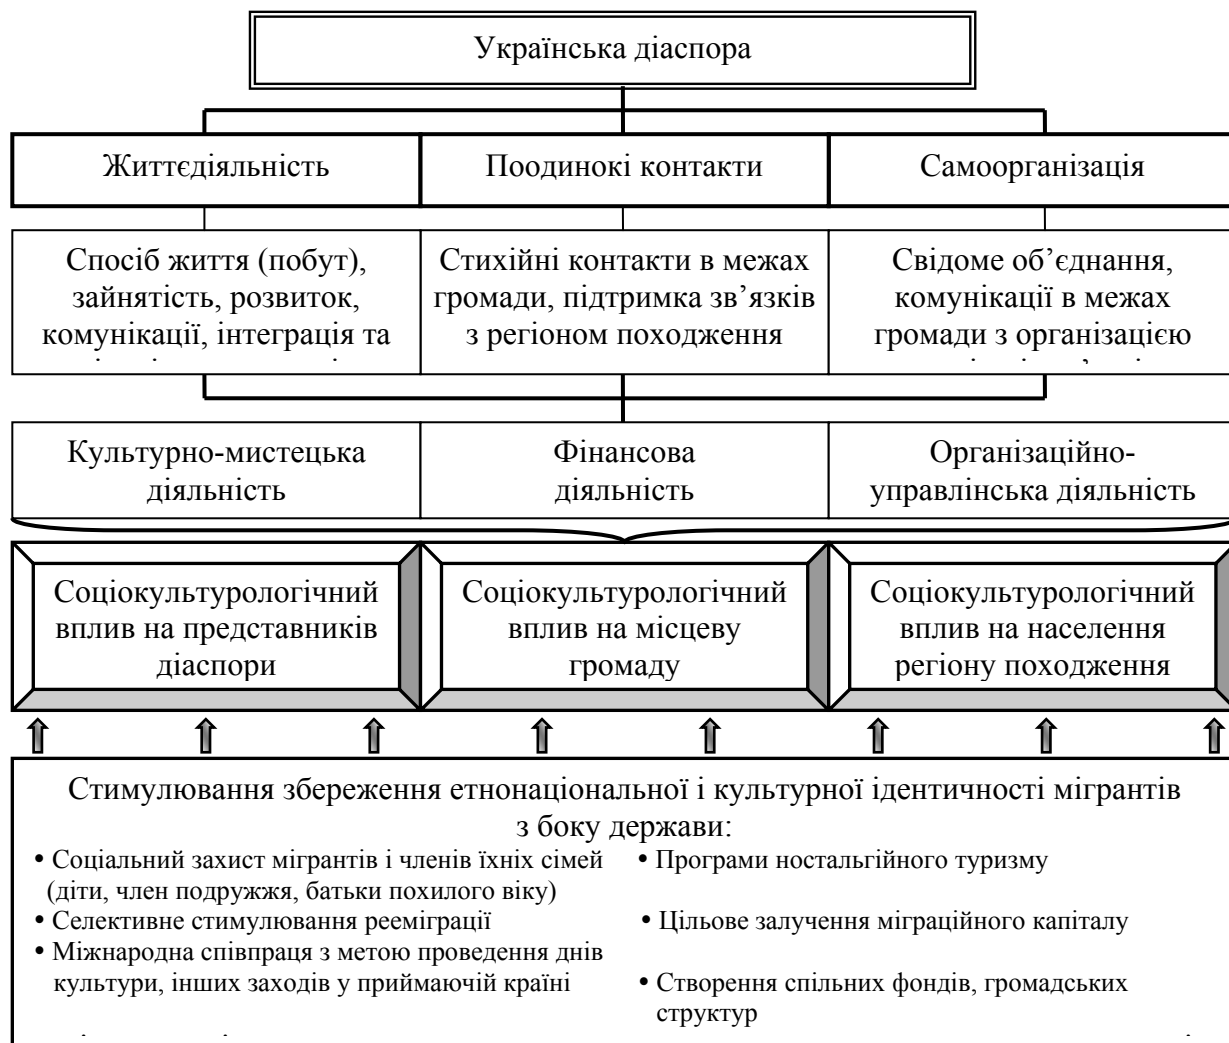 Українська діаспора
Життєдіяльність
Поодинокі контакти
Самоорганізація
Спосіб життя (побут),
зайнятість, розвиток,
комунікації, інтеграція та
Стихійні контакти в межах
громади, підтримка зв’язків
з регіоном походження
Свідоме об’єднання,
комунікації в межах
громади з організацією
Культурно-мистецька
діяльність
Фінансова
діяльність
Організаційно-
управлінська діяльність
Соціокультурологічний
вплив на представників
діаспори
Соціокультурологічний
вплив на місцеву
громаду
Соціокультурологічний
вплив на населення
регіону походження
Стимулювання збереження етнонаціональної і культурної ідентичності мігрантів
з боку держави:
• Соціальний захист мігрантів і членів їхніх сімей
(діти, член подружжя, батьки похилого віку)
• Селективне стимулювання рееміграції
• Міжнародна співпраця з метою проведення днів
культури, інших заходів у приймаючій країні
• Програми ностальгійного туризму
• Цільове залучення міграційного капіталу
• Створення спільних фондів, громадських
структур